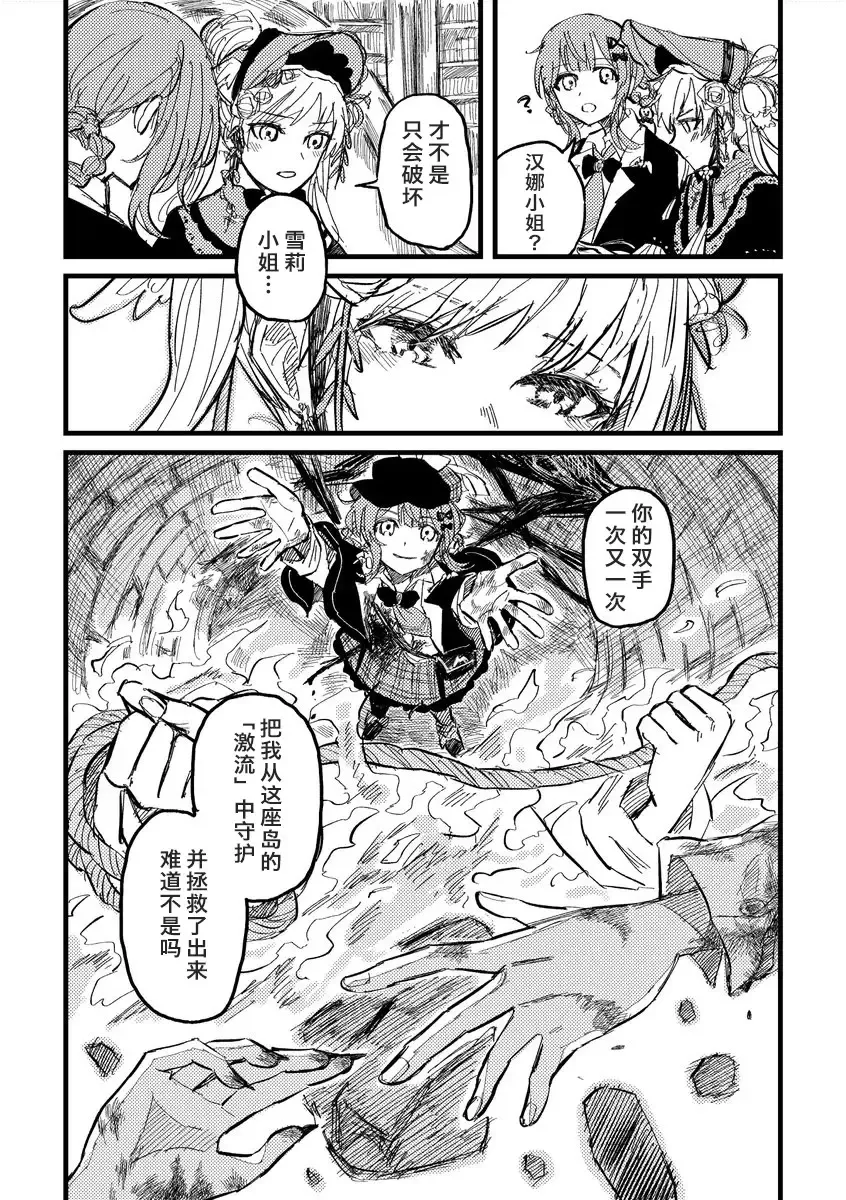 ?
汉娜小姐?
才不是
只会破坏
雪莉
小姐…
你的双手
一次又一次
把我从这座岛的
「激流」中守护
并拯救了出来
难道不是吗